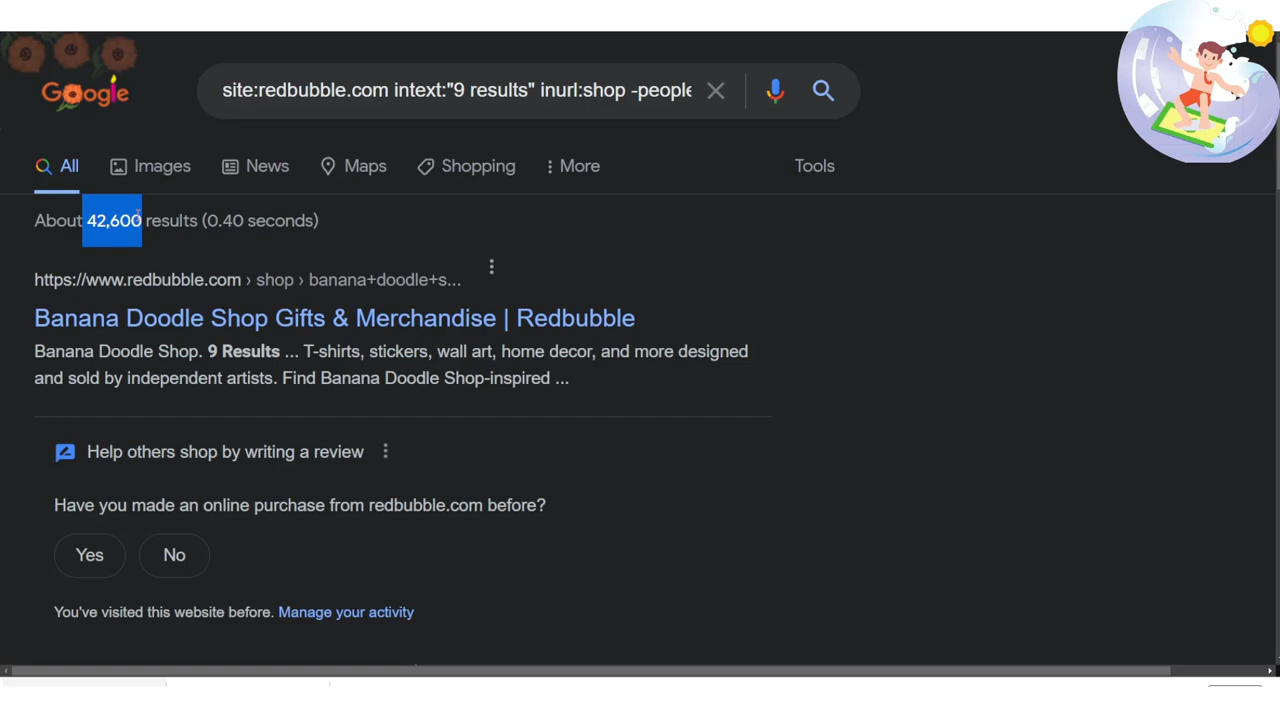 Google
site:redbubble.com intext:"9 results" inurl:shop -people
All Images News Maps Shopping More Tools
About 42,600 results (0.40 seconds)
https://www.redbubble.com › shop › banana+doodle+s...
Banana Doodle Shop Gifts & Merchandise | Redbubble
Banana Doodle Shop. 9 Results ... T-shirts, stickers, wall art, home decor, and more designed
and sold by independent artists. Find Banana Doodle Shop-inspired ...
Help others shop by writing a review
Have you made an online purchase from redbubble.com before?
Yes No
You've visited this website before. Manage your activity